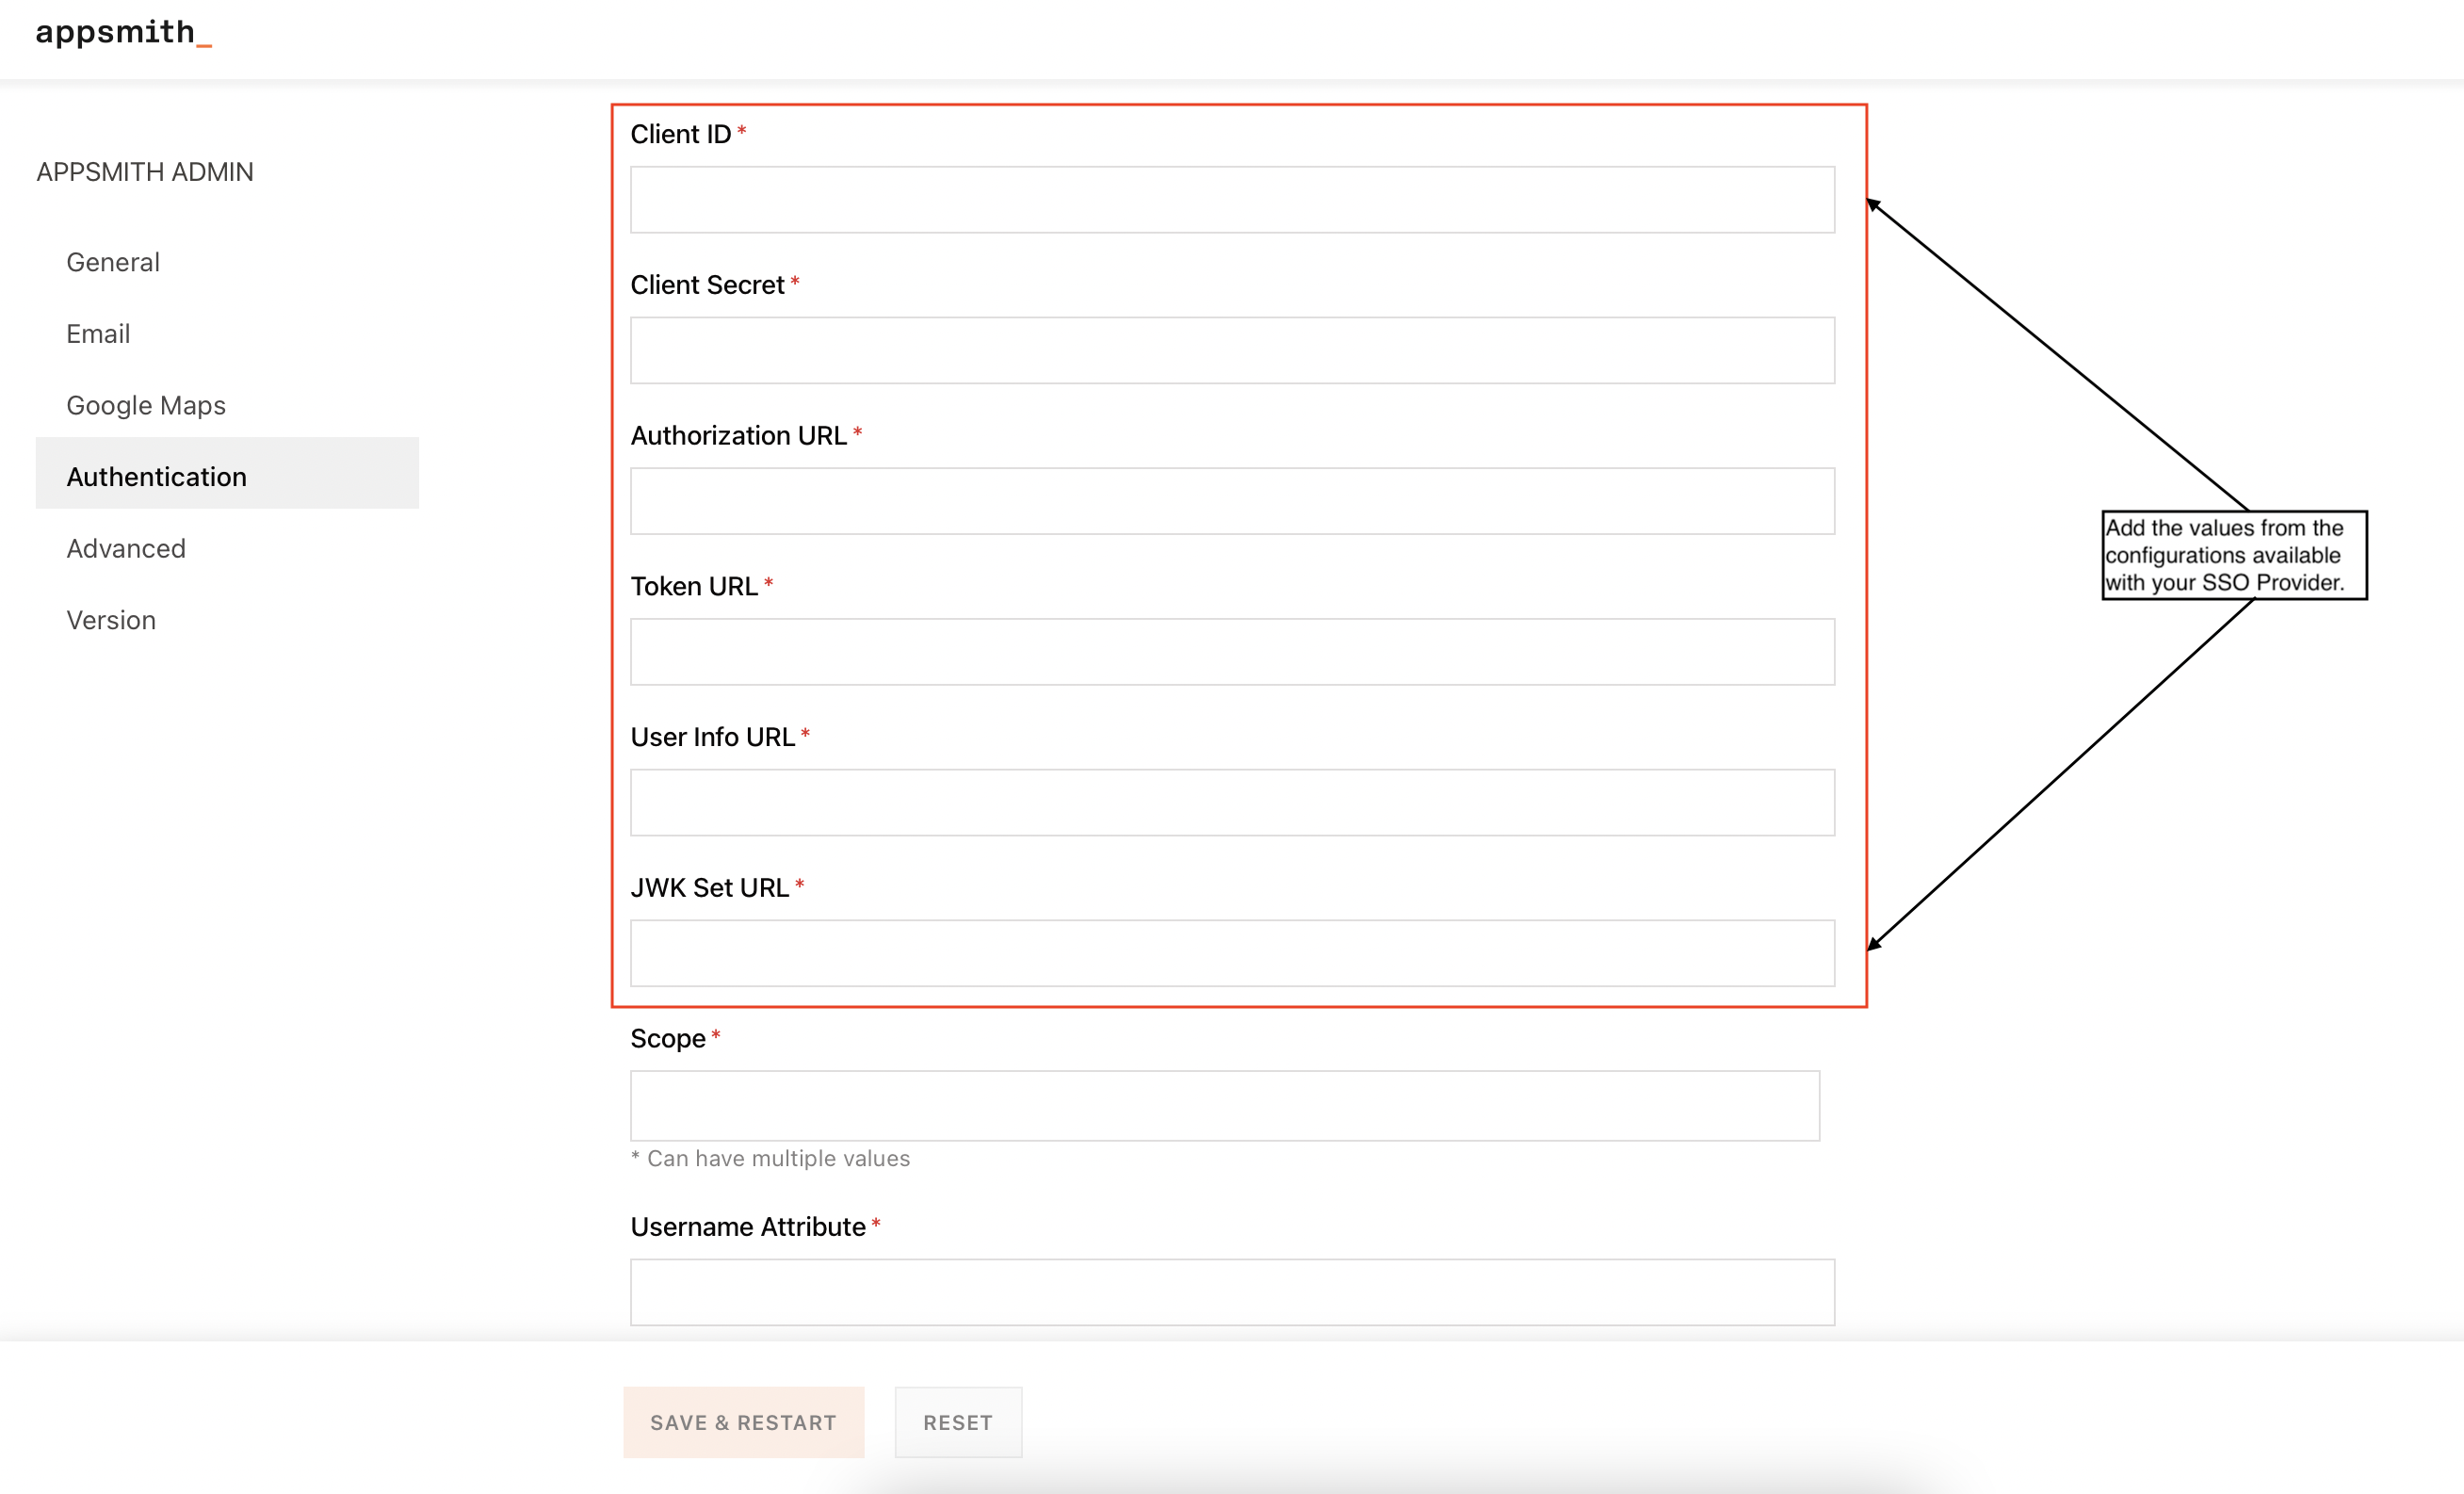 appsmith_
APPSMITH ADMIN
General
Email
Google Maps
Authentication
Advanced
Version
Client ID *
Client Secret *
Authorization URL *
Token URL *
User Info URL *
JWK Set URL *
Scope *
* Can have multiple values
Username Attribute *
Add the values from the
configurations available
with your SSO Provider.
SAVE & RESTART
RESET